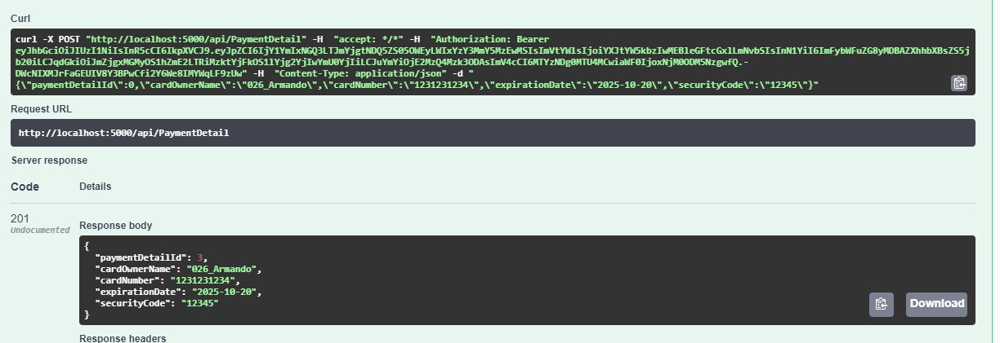 Curl
curl -X POST "http://localhost:5000/api/PaymentDetail" -H  "accept: */*" -H  "Authorization: Bearer
eyJhbGciOiJIUzI1NiIsInR5cCI6IkpXVCJ9.eyJpZCI6IjY1YmIxNGQ3LTJmYjgtNDQ5ZS05OWEyLWIxYzY3MmY5MzEwMSIsImVtYWlsIjoiYXJtYW5kbzIwMEBleGFtcGxlLmNvbSIsInN1YiI6ImFybWFuZG8yMDBAZXhhbXBsZS5j
b20iLCJqdGkiOiJmZjgxMGMyOS1hZmE2LTRiMzktYjFkOS1lYjg2YjIwYmU0YjIiLCJuYmYiOjE2MzQ4Mzk3ODAsImV4cCI6MTYzNDg0MTU4MCwiaWF0IjoxNjM0ODM5NzgwfQ.-
DWcNIXMJrFaGEUIV8Y3BPwCfi2Y6We8IMYWqLF9zUw" -H  "Content-Type: application/json" -d "
{\"paymentDetailId\":0,\"cardOwnerName\":\"026_Armando\",\"cardNumber\":\"1231231234\",\"expirationDate\":\"2025-10-20\",\"securityCode\":\"12345\"}"
Request URL
http://localhost:5000/api/PaymentDetail
Server response
Code Details
201
Undocumented
Response body
{
  "paymentDetailId": 3,
  "cardOwnerName": "026_Armando",
  "cardNumber": "1231231234",
  "expirationDate": "2025-10-20",
  "securityCode": "12345"
}
Download
Response headers